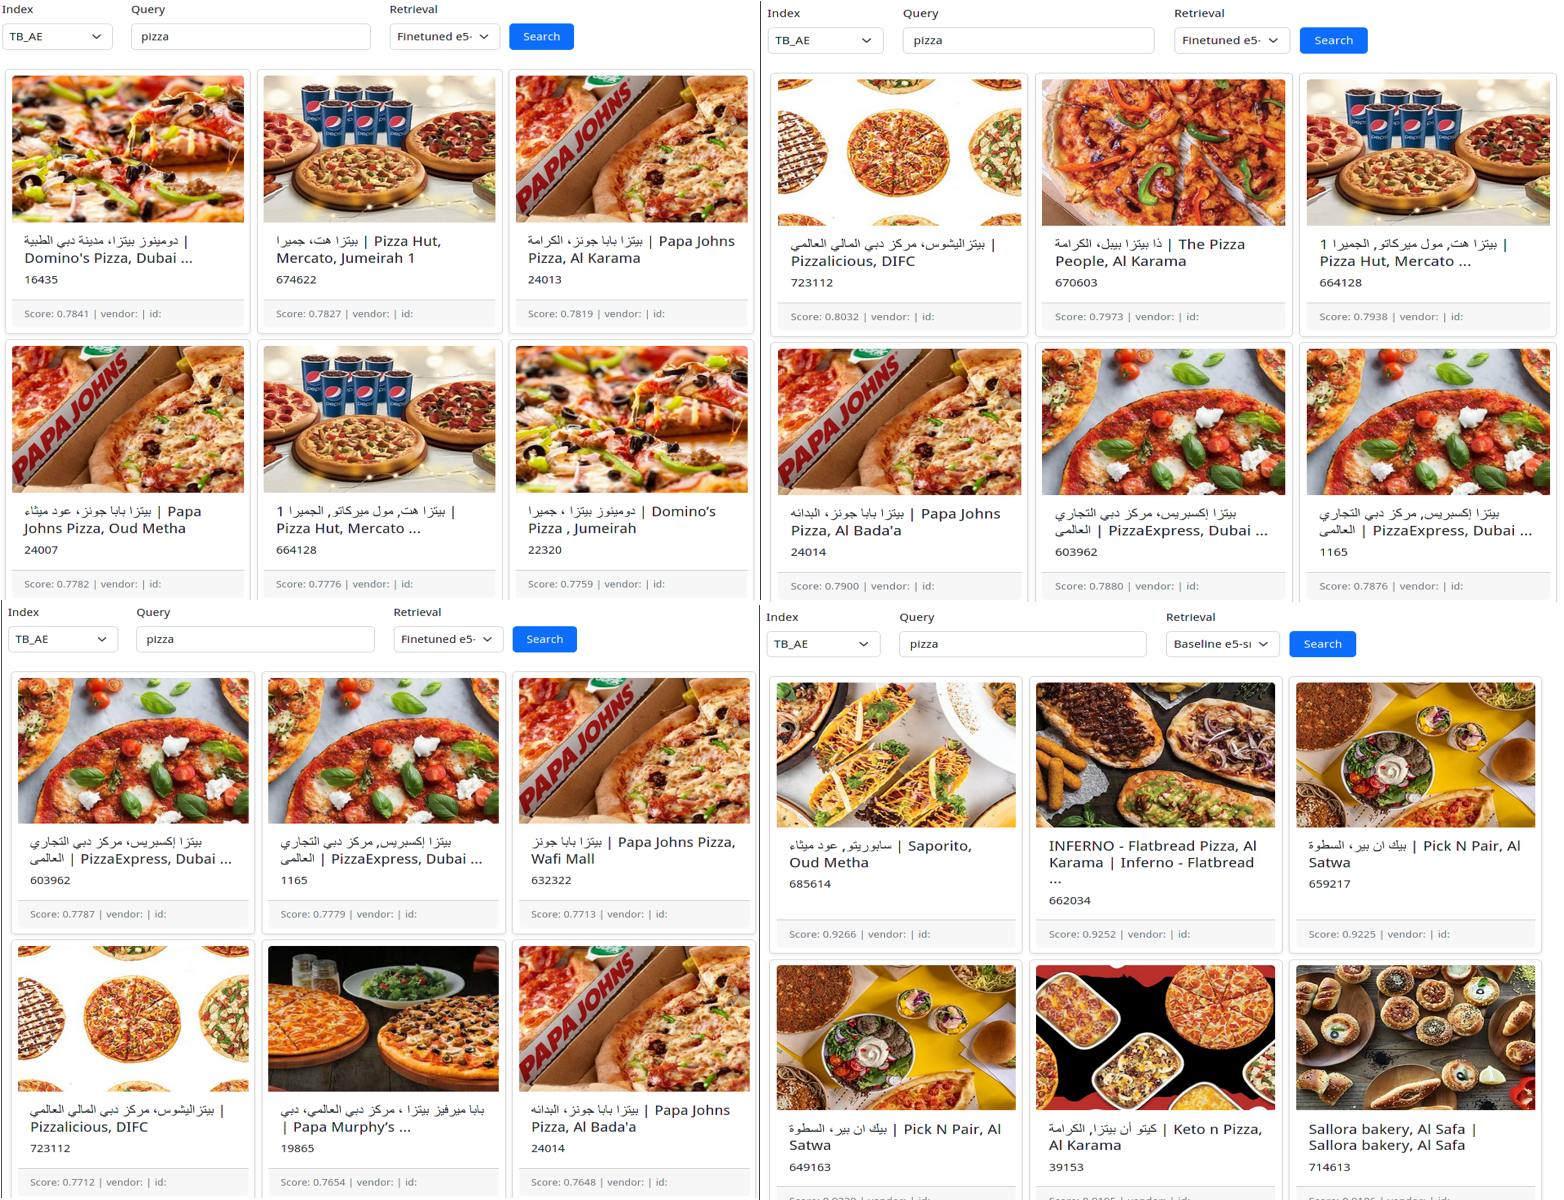 Index
Query
Retrieval
TB_AE
pizza
Finetuned e5-
Search
PAPA JOHNS
دومينوز بيتزا، مدينة دبي الطبية |
Domino's Pizza, Dubai ...
16435
Score: 0.7841 | vendor: | id:
بيتزا هت، جميرا | Pizza Hut,
Mercato, Jumeirah 1
674622
Score: 0.7827 | vendor: | id:
بيتزا بابا جونز، الكرامة | Papa Johns
Pizza, Al Karama
24013
Score: 0.7819 | vendor: | id:
PAPA JOHNS
بيتزا بابا جونز، عود ميثاء | Papa
Johns Pizza, Oud Metha
24007
Score: 0.7782 | vendor: | id:
بيتزا هت, مول ميركاتو, الجميرا 1 |
Pizza Hut, Mercato ...
664128
Score: 0.7776 | vendor: | id:
دومينوز بيتزا ، جميرا | Domino’s
Pizza , Jumeirah
22320
Score: 0.7759 | vendor: | id:
Index
Query
Retrieval
TB_AE
pizza
Finetuned e5-
Search
بيتزاليشوس، مركز دبي المالي العالمي |
Pizzalicious, DIFC
723112
Score: 0.8032 | vendor: | id:
ذا بيتزا بيبل، الكرامة | The Pizza
People, Al Karama
670603
Score: 0.7973 | vendor: | id:
بيتزا هت, مول ميركاتو, الجميرا 1 |
Pizza Hut, Mercato ...
664128
Score: 0.7938 | vendor: | id:
PAPA JOHNS
بيتزا بابا جونز، البدائه | Papa Johns
Pizza, Al Bada'a
24014
Score: 0.7900 | vendor: | id:
بيتزا إكسبريس، مركز دبي التجاري
العالمى | PizzaExpress, Dubai ...
603962
Score: 0.7880 | vendor: | id:
بيتزا إكسبريس, مركز دبي التجاري
العالمى | PizzaExpress, Dubai ...
1165
Score: 0.7876 | vendor: | id:
Index
Query
Retrieval
TB_AE
pizza
Finetuned e5-
Search
PAPA JOHNS
بيتزا إكسبريس، مركز دبي التجاري
العالمى | PizzaExpress, Dubai ...
603962
Score: 0.7787 | vendor: | id:
بيتزا إكسبريس, مركز دبي التجاري
العالمى | PizzaExpress, Dubai ...
1165
Score: 0.7779 | vendor: | id:
بيتزا بابا جونز | Papa Johns Pizza,
Wafi Mall
632322
Score: 0.7713 | vendor: | id:
PAPA JOHNS
بيتزاليشوس، مركز دبي المالي العالمي |
Pizzalicious, DIFC
723112
Score: 0.7712 | vendor: | id:
بابا ميرفيز بيتزا ، مركز دبي العالمي، دبي
| Papa Murphy’s ...
19865
Score: 0.7654 | vendor: | id:
بيتزا بابا جونز، البدائه | Papa Johns
Pizza, Al Bada'a
24014
Score: 0.7648 | vendor: | id:
Index
Query
Retrieval
TB_AE
pizza
Baseline e5-
Search
سابوريتو, عود ميثاء | Saporito,
Oud Metha
685614
Score: 0.9266 | vendor: | id:
INFERNO - Flatbread Pizza, Al
Karama | Inferno - Flatbread
...
662034
Score: 0.9252 | vendor: | id:
بيك ان بير، السطوة | Pick N Pair, Al
Satwa
659217
Score: 0.9225 | vendor: | id:
بيك ان بير، السطوة | Pick N Pair, Al
Satwa
649163
كيتو أن بيتزا, الكرامة | Keto n Pizza,
Al Karama
39153
Sallora bakery, Al Safa |
Sallora bakery, Al Safa
714613